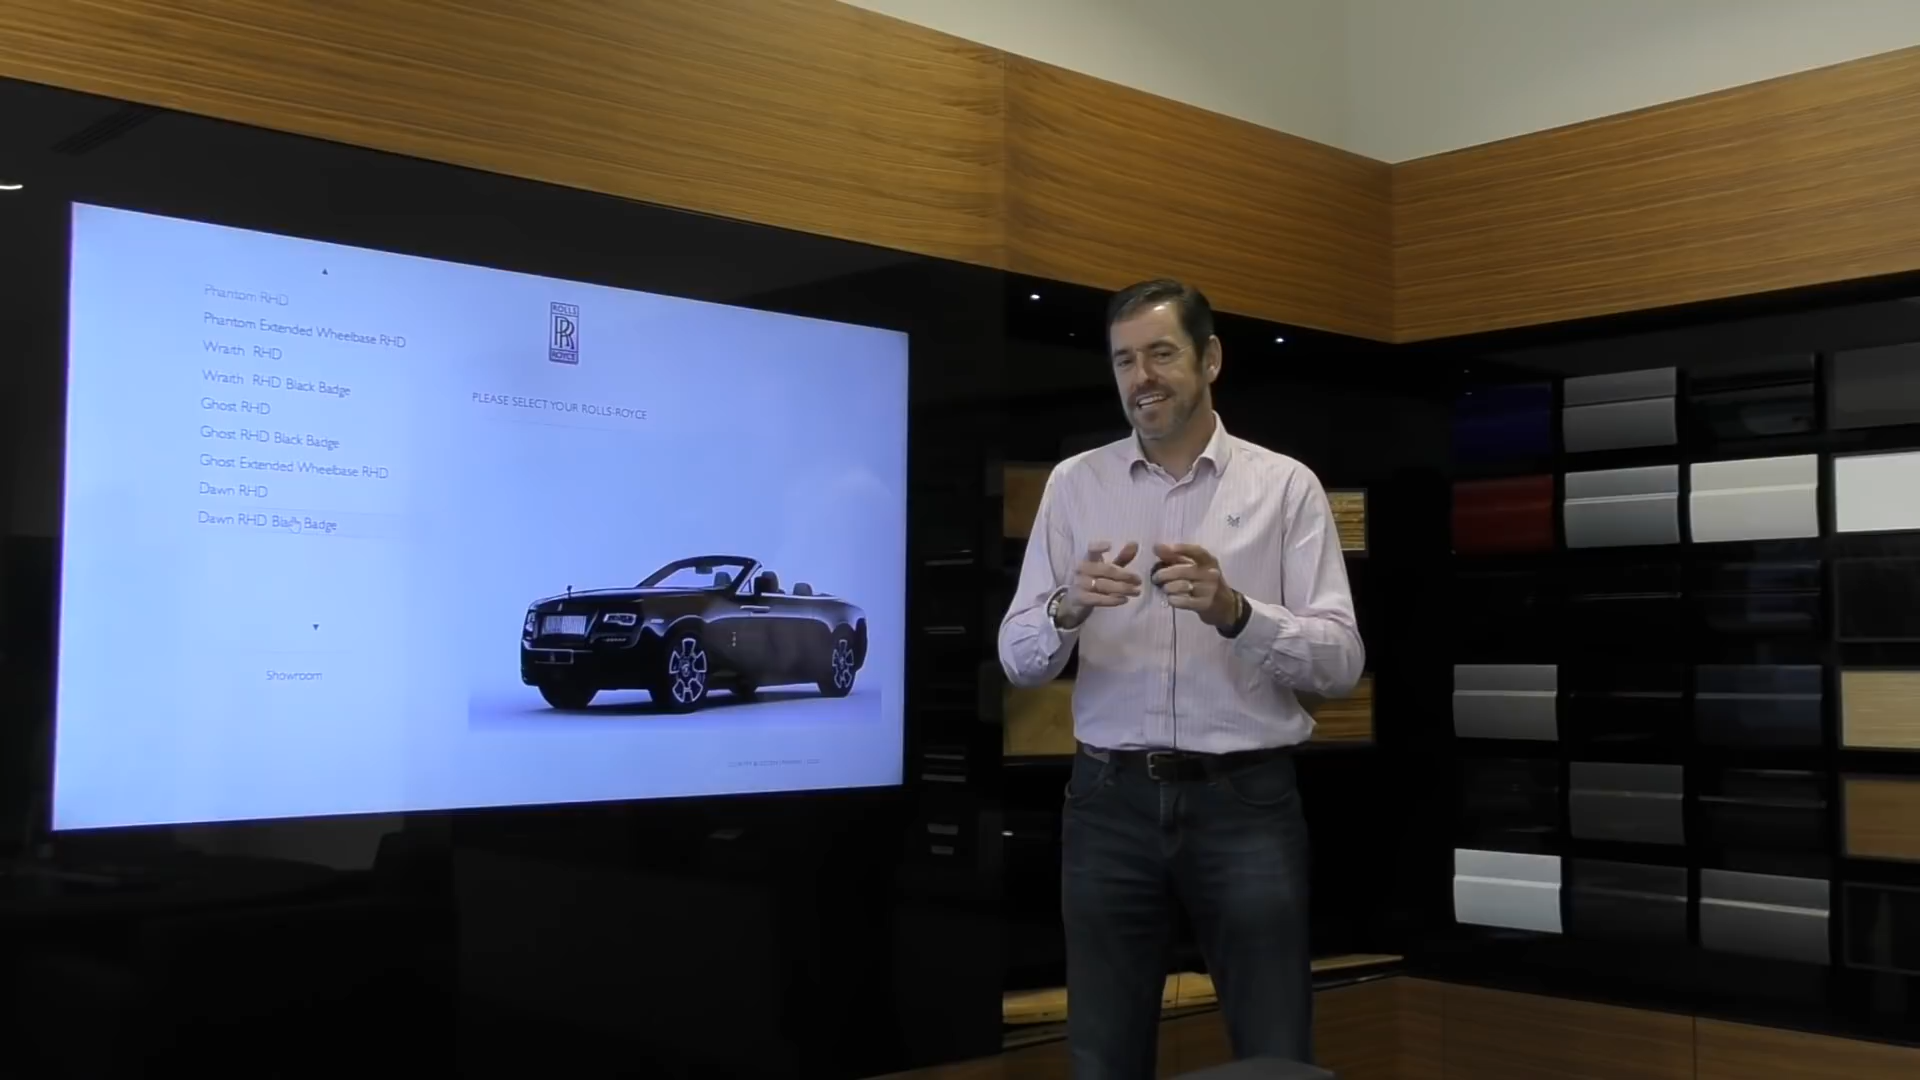 Phantom RHD
Phantom Extended Wheelbase RHD
Wraith RHD
Wraith RHD Black Badge
Ghost RHD
Ghost RHD Black Badge
Ghost Extended Wheelbase RHD
Dawn RHD
Dawn RHD Black Badge
Showroom
ROLLS
RR
ROYCE
PLEASE SELECT YOUR ROLLS-ROYCE